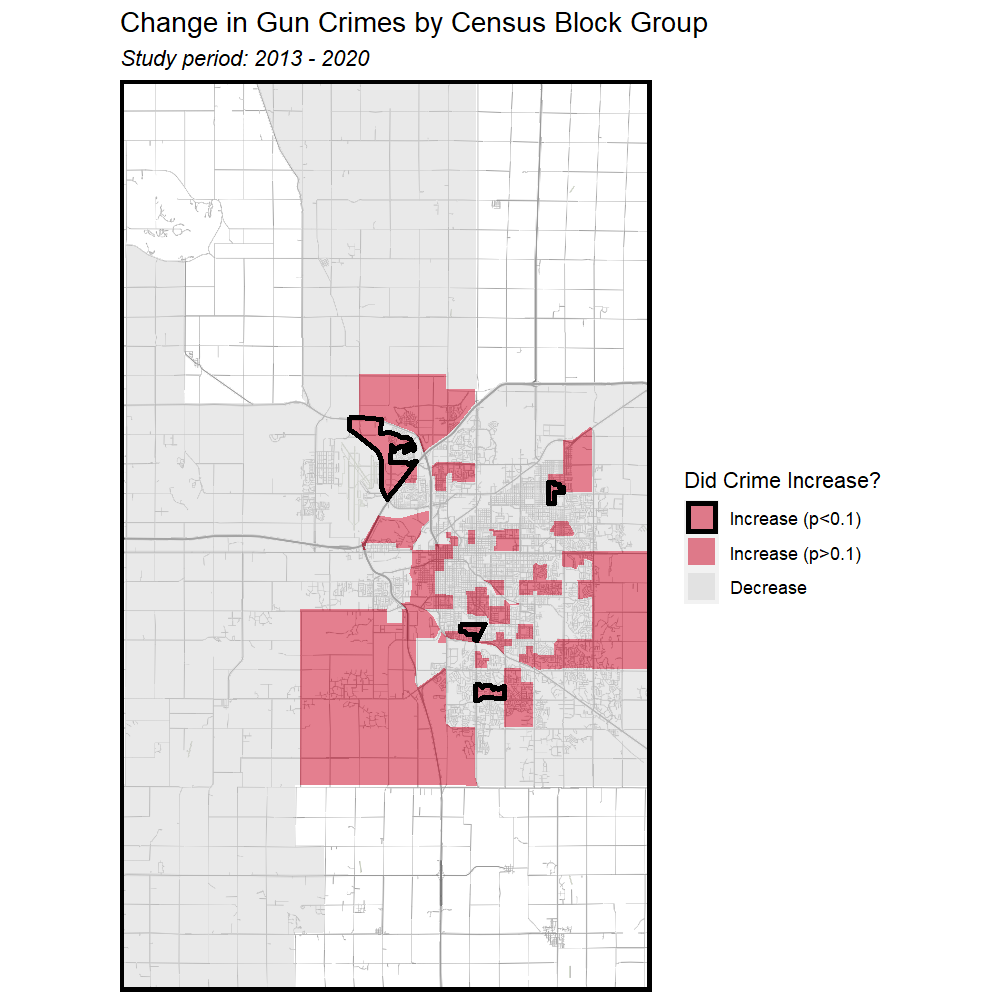 Change in Gun Crimes by Census Block Group
Study period: 2013 - 2020
Did Crime Increase?
Increase (p<0.1)
Increase (p>0.1)
Decrease